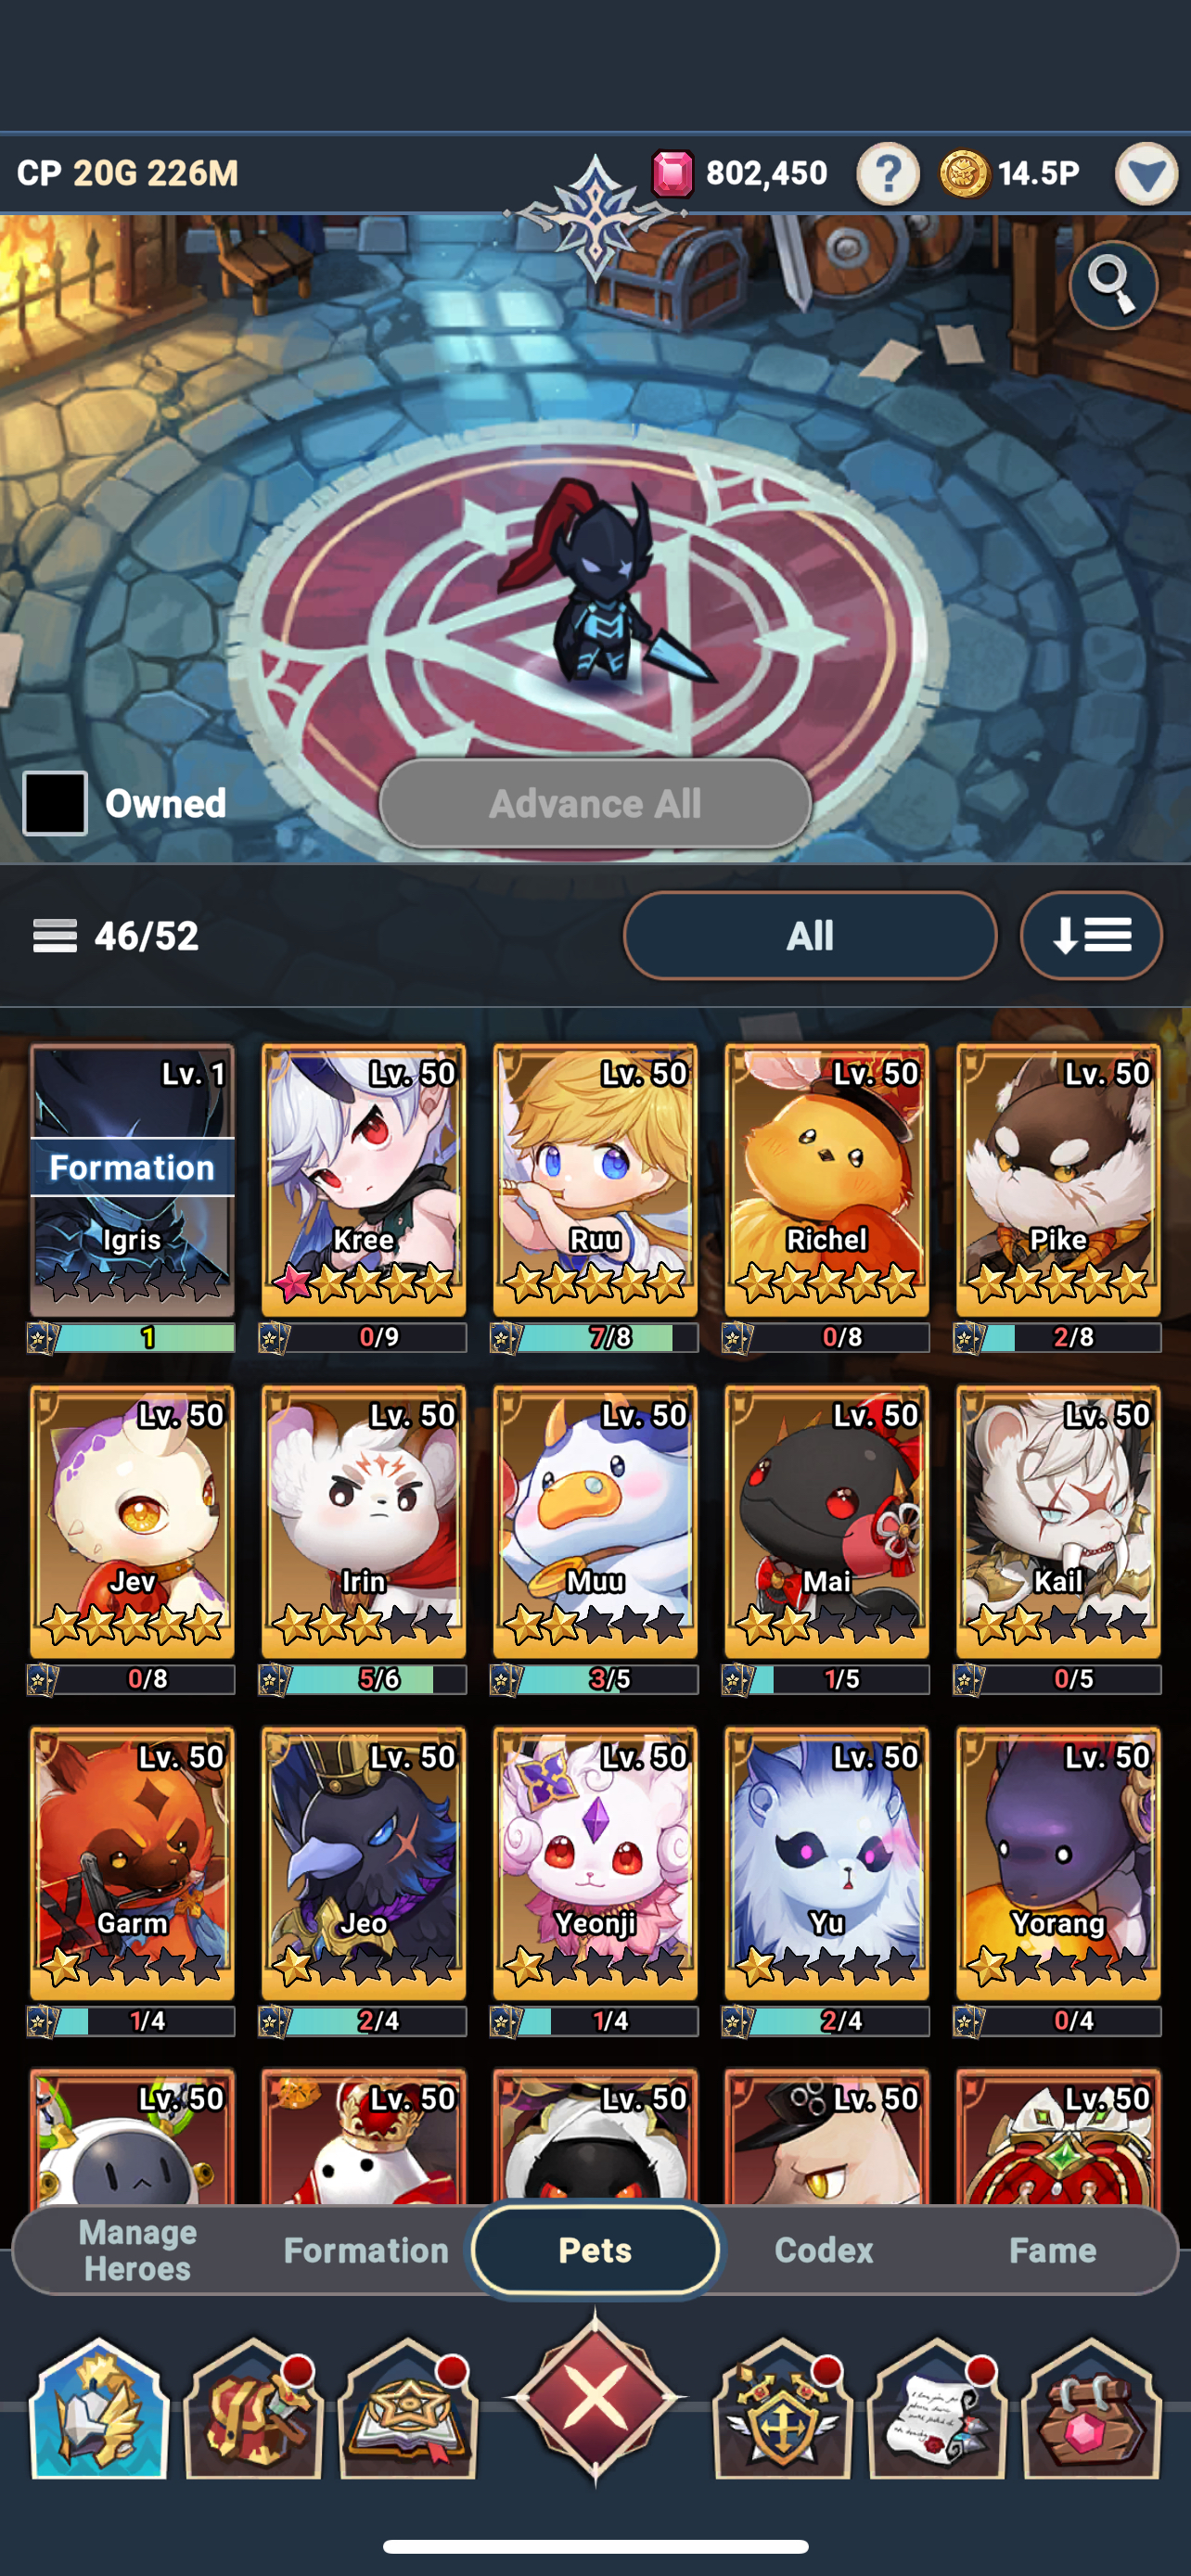 CP 20G 226M
802,450
?
14.5P
Owned
Advance All
46/52
All
Lv. 1
Lv. 50
Lv. 50
Lv. 50
Lv. 50
Formation
Igris
Kree
Ruu
Richel
Pike
1
0/9
7/8
0/8
2/8
Lv. 50
Lv. 50
Lv. 50
Lv. 50
Lv. 50
Jev
Irin
Muu
Mai
Kail
0/8
5/6
3/5
1/5
0/5
Lv. 50
Lv. 50
Lv. 50
Lv. 50
Lv. 50
Garm
Jeo
Yeonji
Yu
Yorang
1/4
2/4
1/4
2/4
0/4
Lv. 50
Lv. 50
Lv. 50
Lv. 50
Lv. 50
Manage
Heroes
Formation
Pets
Codex
Fame